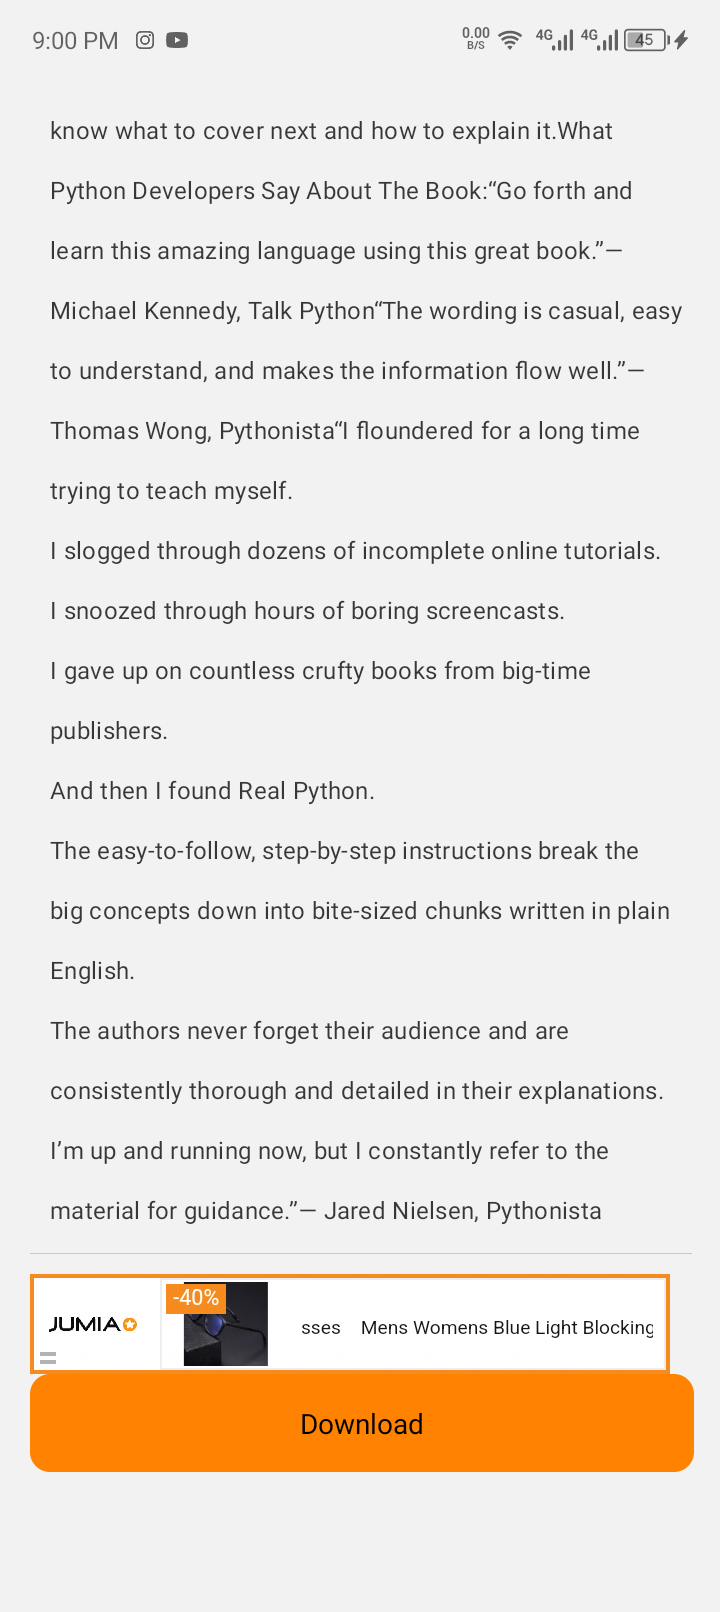 9:00 PM 0.00 B/S 4G 4G 45
know what to cover next and how to explain it.What
Python Developers Say About The Book:“Go forth and
learn this amazing language using this great book.”—
Michael Kennedy, Talk Python“The wording is casual, easy
to understand, and makes the information flow well.”—
Thomas Wong, Pythonista“I floundered for a long time
trying to teach myself.
I slogged through dozens of incomplete online tutorials.
I snoozed through hours of boring screencasts.
I gave up on countless crufty books from big-time
publishers.
And then I found Real Python.
The easy-to-follow, step-by-step instructions break the
big concepts down into bite-sized chunks written in plain
English.
The authors never forget their audience and are
consistently thorough and detailed in their explanations.
I’m up and running now, but I constantly refer to the
material for guidance.”— Jared Nielsen, Pythonista
-40%
JUMIA sses Mens Womens Blue Light Blocking
Download